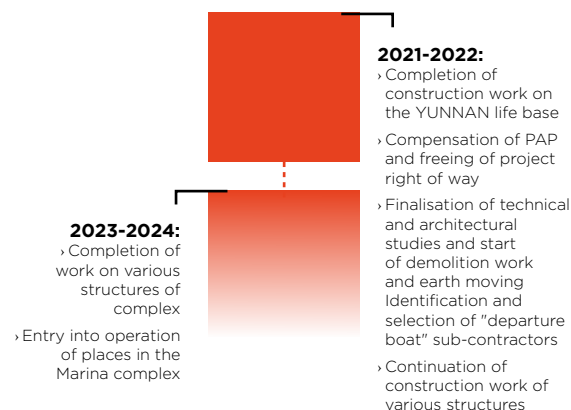 2021-2022:
› Completion of
construction work on
the YUNNAN life base
› Compensation of PAP
and freeing of project
right of way
› Finalisation of technical
and architectural
studies and start
of demolition work
and earth moving
Identification and
selection of "departure
boat" sub-contractors
› Continuation of
construction work of
various structures
2023-2024:
› Completion of
work on various
structures of
complex
› Entry into operation
of places in the
Marina complex